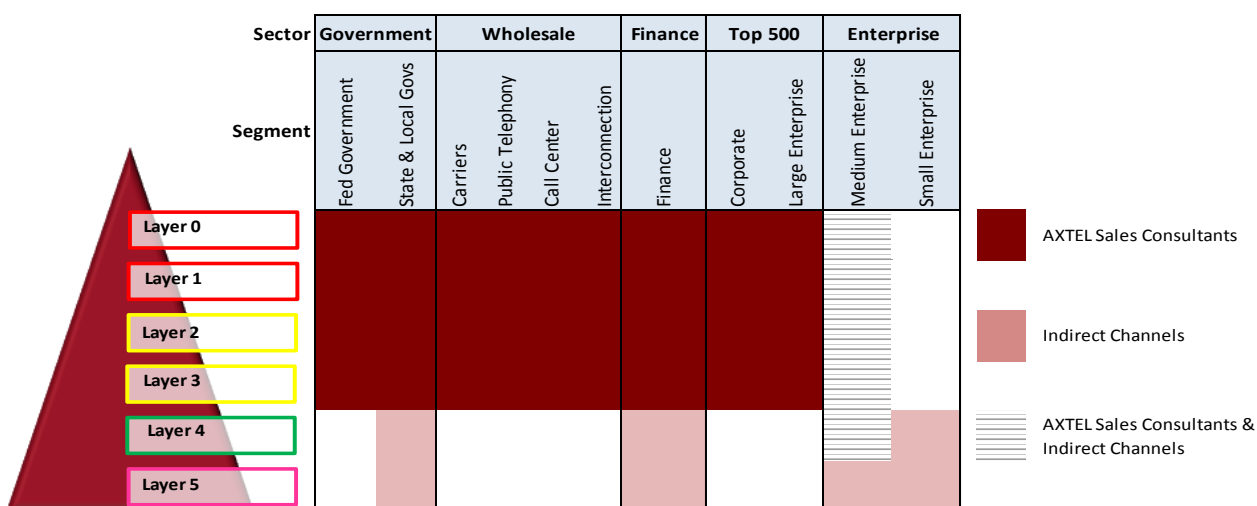 Sector Government Wholesale Finance Top 500 Enterprise
Segment
Fed Government
State & Local Govs
Carriers
Public Telephony
Call Center
Interconnection
Finance
Corporate
Large Enterprise
Medium Enterprise
Small Enterprise
Layer 0
Layer 1
Layer 2
Layer 3
Layer 4
Layer 5
AXTEL Sales Consultants
Indirect Channels
AXTEL Sales Consultants &
Indirect Channels